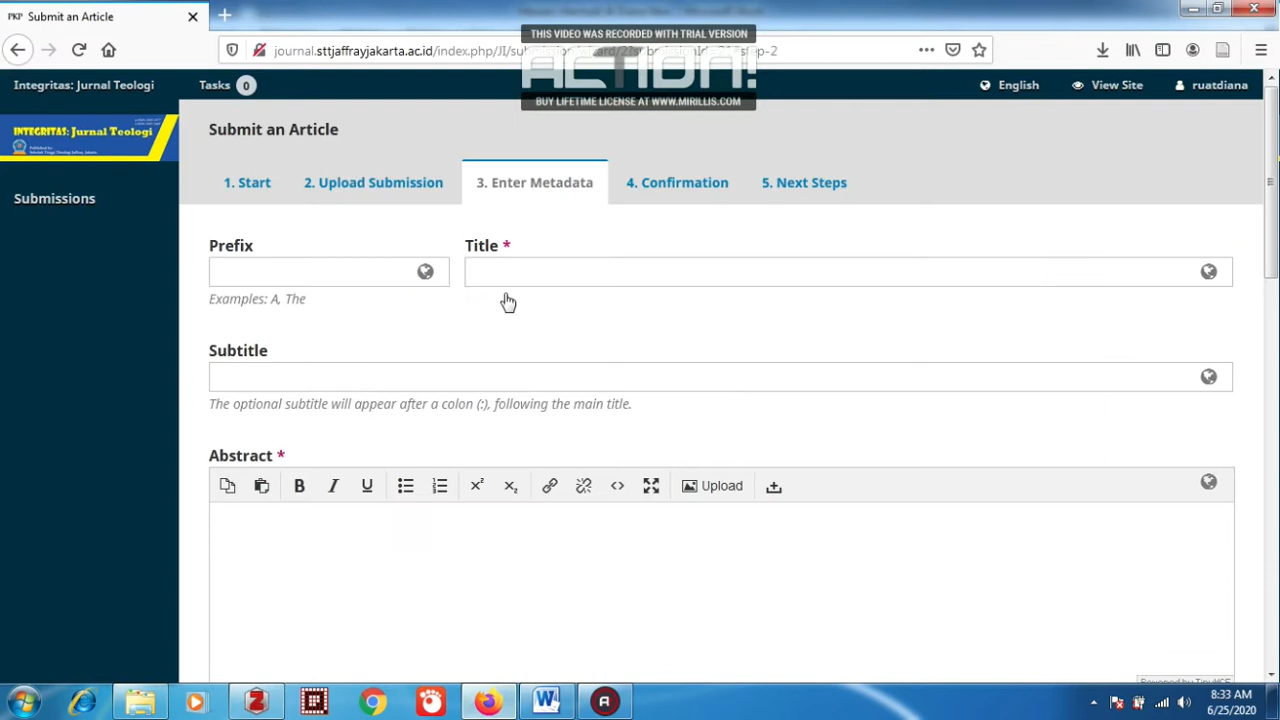 PKP Submit an Article
THIS VIDEO WAS RECORDED WITH TRIAL VERSION
ACTION!
BUY LIFETIME LICENSE AT WWW.MIRILLIS.COM
journal.sttjaffrayjakarta.ac.id/index.php/JI/
Integritas: Jurnal Teologi
Tasks 0
English
View Site
ruatdiana
INTEGRITAS: Jurnal Teologi
Submissions
Submit an Article
1. Start
2. Upload Submission
3. Enter Metadata
4. Confirmation
5. Next Steps
Prefix
Title *
Examples: A, The
Subtitle
The optional subtitle will appear after a colon (:), following the main title.
Abstract *
B I U
Upload
8:33 AM
6/25/2020